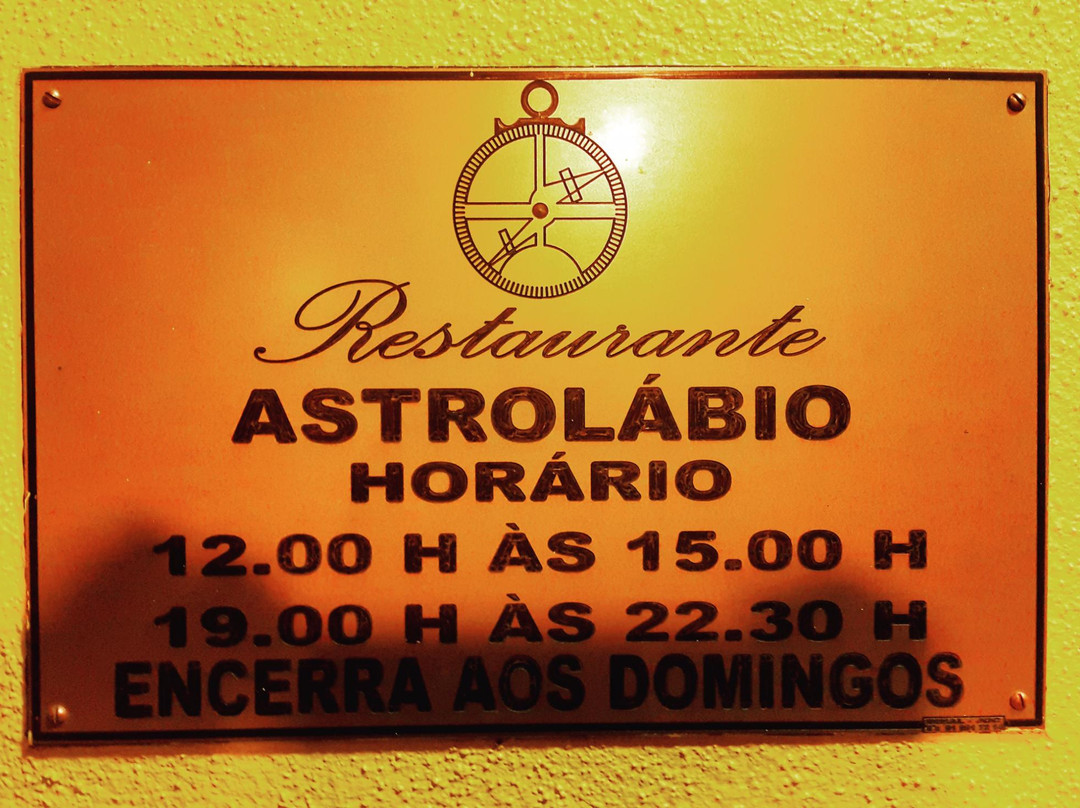 Restaurante
ASTROLÁBIO
HORÁRIO
12.00 H ÀS 15.00 H
19.00 H ÀS 22.30 H
ENCERRA AOS DOMINGOS